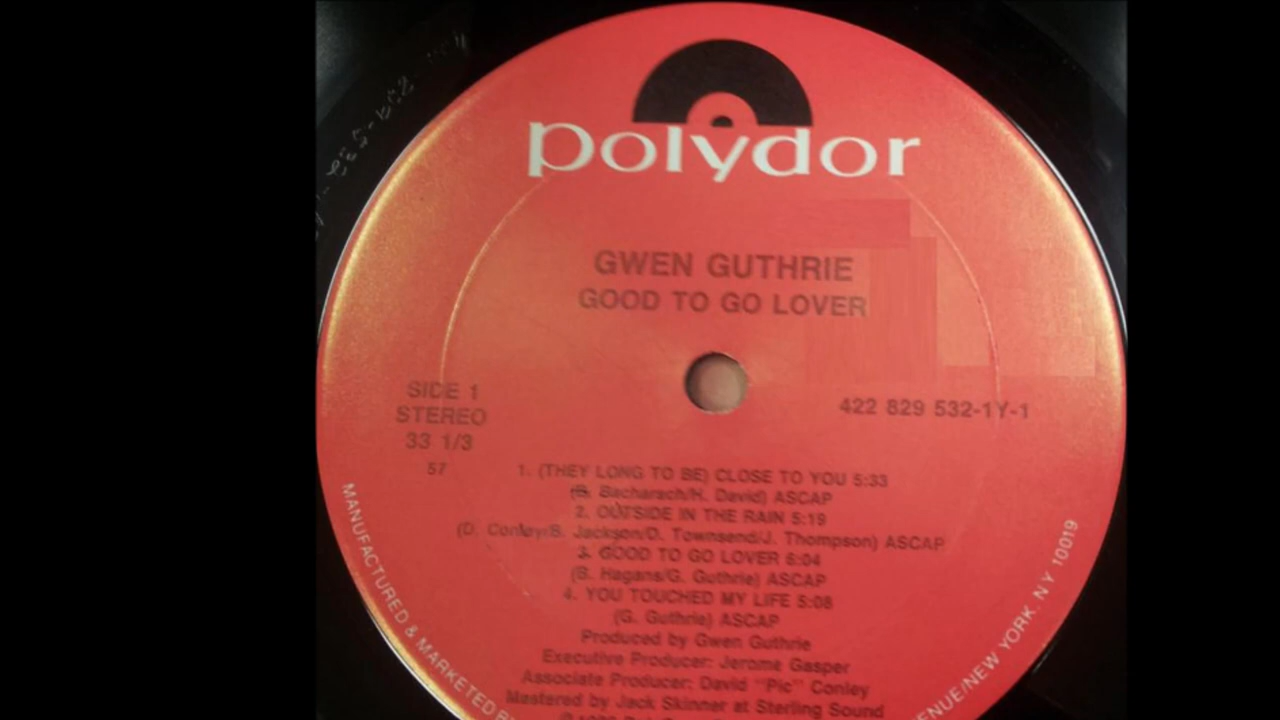 polydor
GWEN GUTHRIE
GOOD TO GO LOVER
SIDE 1
STEREO
33 1/3
57
422 829 532-1Y-1
1. (THEY LONG TO BE) CLOSE TO YOU 5:33
(B. Bacharach/H. David) ASCAP
2. OUTSIDE IN THE RAIN 5:19
(D. Conley/B. Jackson/D. Townsend/J. Thompson) ASCAP
3. GOOD TO GO LOVER 6:04
(B. Hagans/G. Guthrie) ASCAP
4. YOU TOUCHED MY LIFE 5:08
(G. Guthrie) ASCAP
Produced by Gwen Guthrie
Executive Producer: Jerome Gasper
Associate Producer: David "Pic" Conley
Mastered by Jack Skinner at Sterling Sound
MANUFACTURED & MARKETED
NEW YORK, N Y 10019